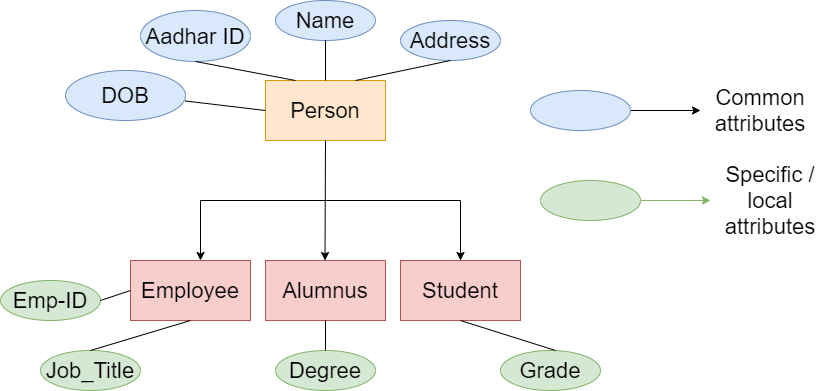 Name
Aadhar ID
Address
DOB
Person
Common
attributes
Specific /
local
attributes
Employee
Alumnus
Student
Emp-ID
Job_Title
Degree
Grade